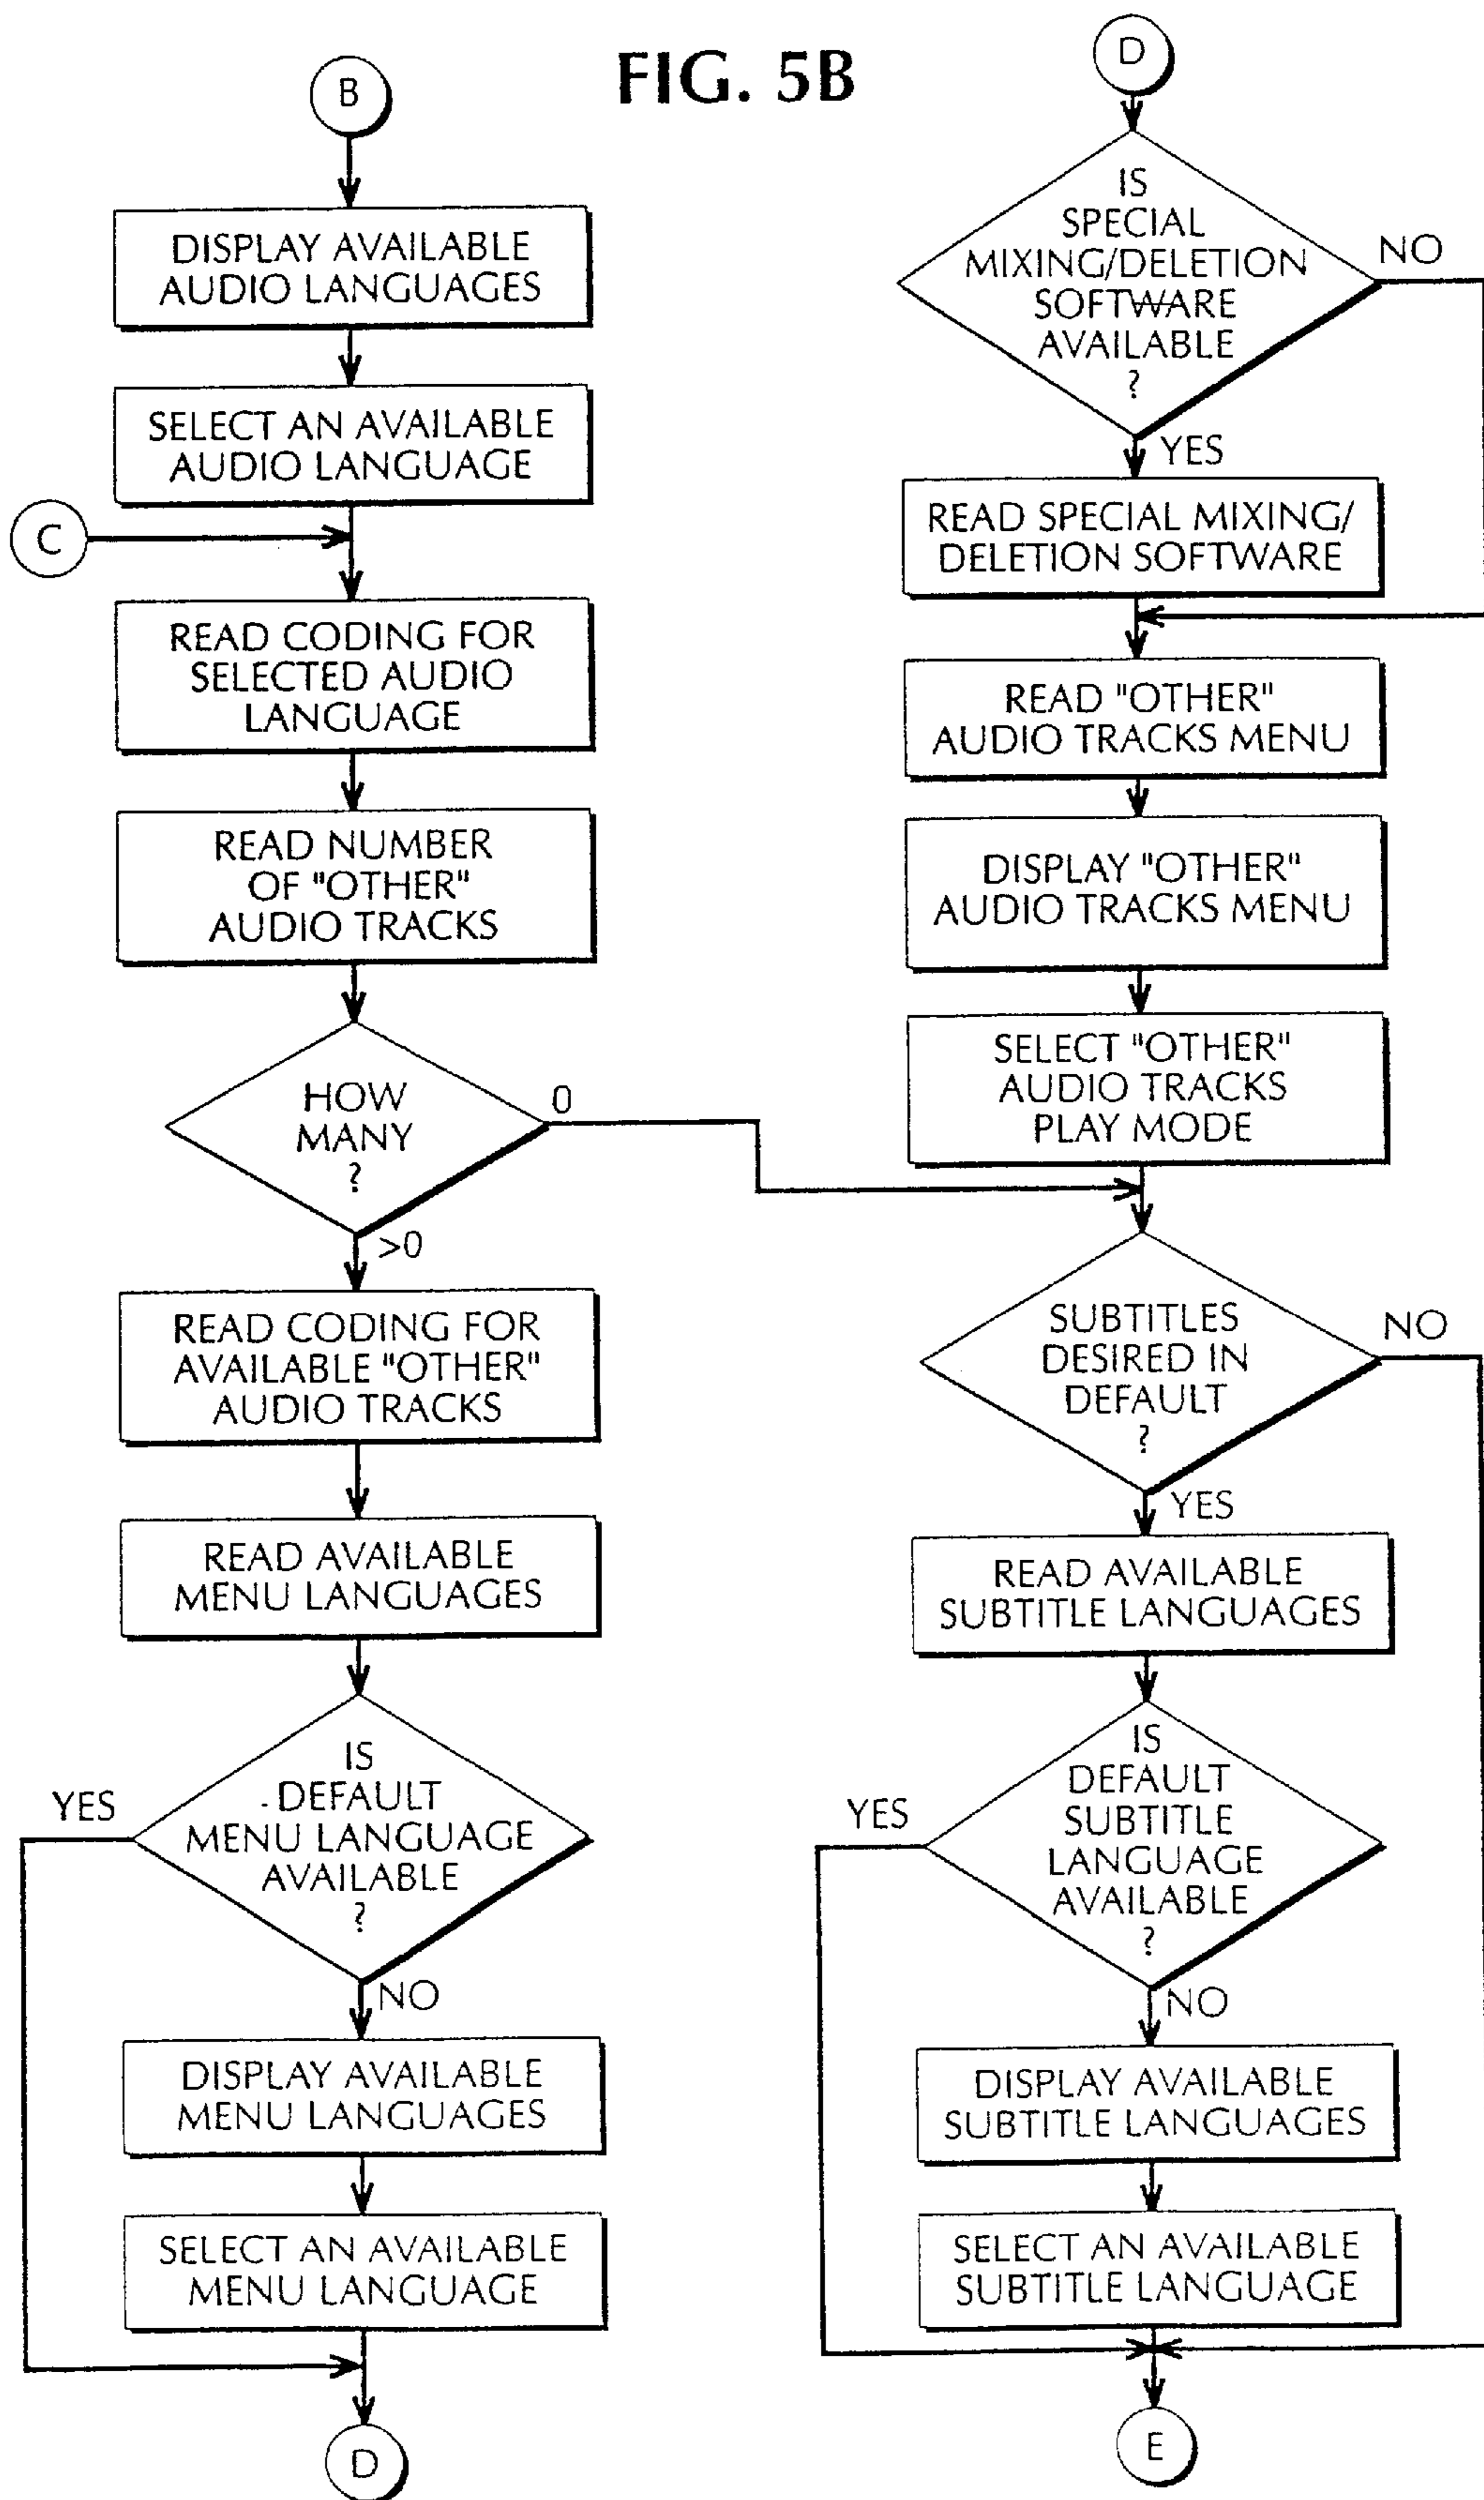 FIG. 5B
B
DISPLAY AVAILABLE
AUDIO LANGUAGES
SELECT AN AVAILABLE
AUDIO LANGUAGE
C
READ CODING FOR
SELECTED AUDIO
LANGUAGE
READ NUMBER
OF "OTHER"
AUDIO TRACKS
HOW
MANY
?
0
>0
READ CODING FOR
AVAILABLE "OTHER"
AUDIO TRACKS
READ AVAILABLE
MENU LANGUAGES
IS
DEFAULT
MENU LANGUAGE
AVAILABLE
?
YES
NO
DISPLAY AVAILABLE
MENU LANGUAGES
SELECT AN AVAILABLE
MENU LANGUAGE
D
D
IS
SPECIAL
MIXING/DELETION
SOFTWARE
AVAILABLE
?
NO
YES
READ SPECIAL MIXING/
DELETION SOFTWARE
READ "OTHER"
AUDIO TRACKS MENU
DISPLAY "OTHER"
AUDIO TRACKS MENU
SELECT "OTHER"
AUDIO TRACKS
PLAY MODE
SUBTITLES
DESIRED IN
DEFAULT
?
NO
YES
READ AVAILABLE
SUBTITLE LANGUAGES
IS
DEFAULT
SUBTITLE
LANGUAGE
AVAILABLE
?
YES
NO
DISPLAY AVAILABLE
SUBTITLE LANGUAGES
SELECT AN AVAILABLE
SUBTITLE LANGUAGE
E